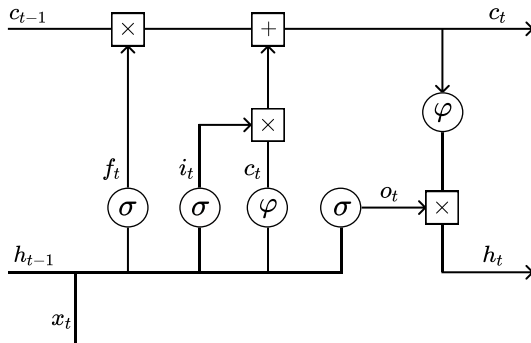 c_{t-1} × + c_t
φ
×
f_t i_t c_t
σ σ φ σ o_t ×
h_{t-1} h_t
x_t